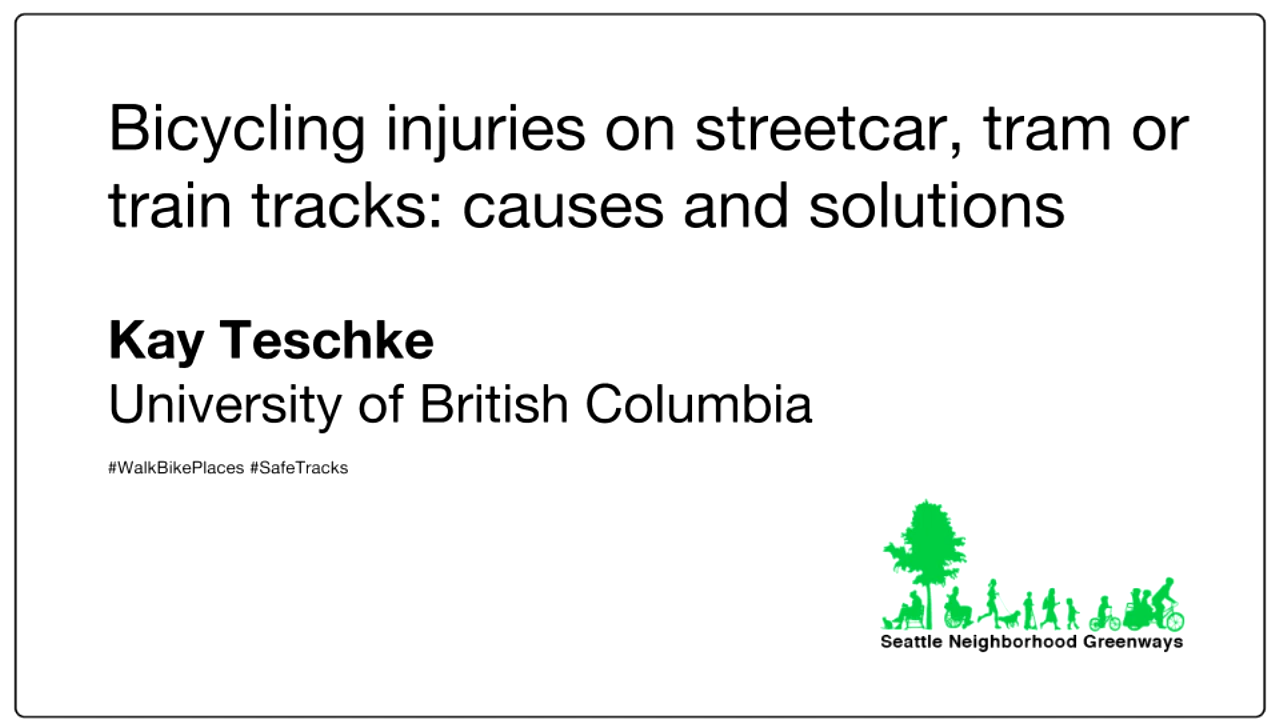 Bicycling injuries on streetcar, tram or
train tracks: causes and solutions
Kay Teschke
University of British Columbia
#WalkBikePlaces #SafeTracks
Seattle Neighborhood Greenways